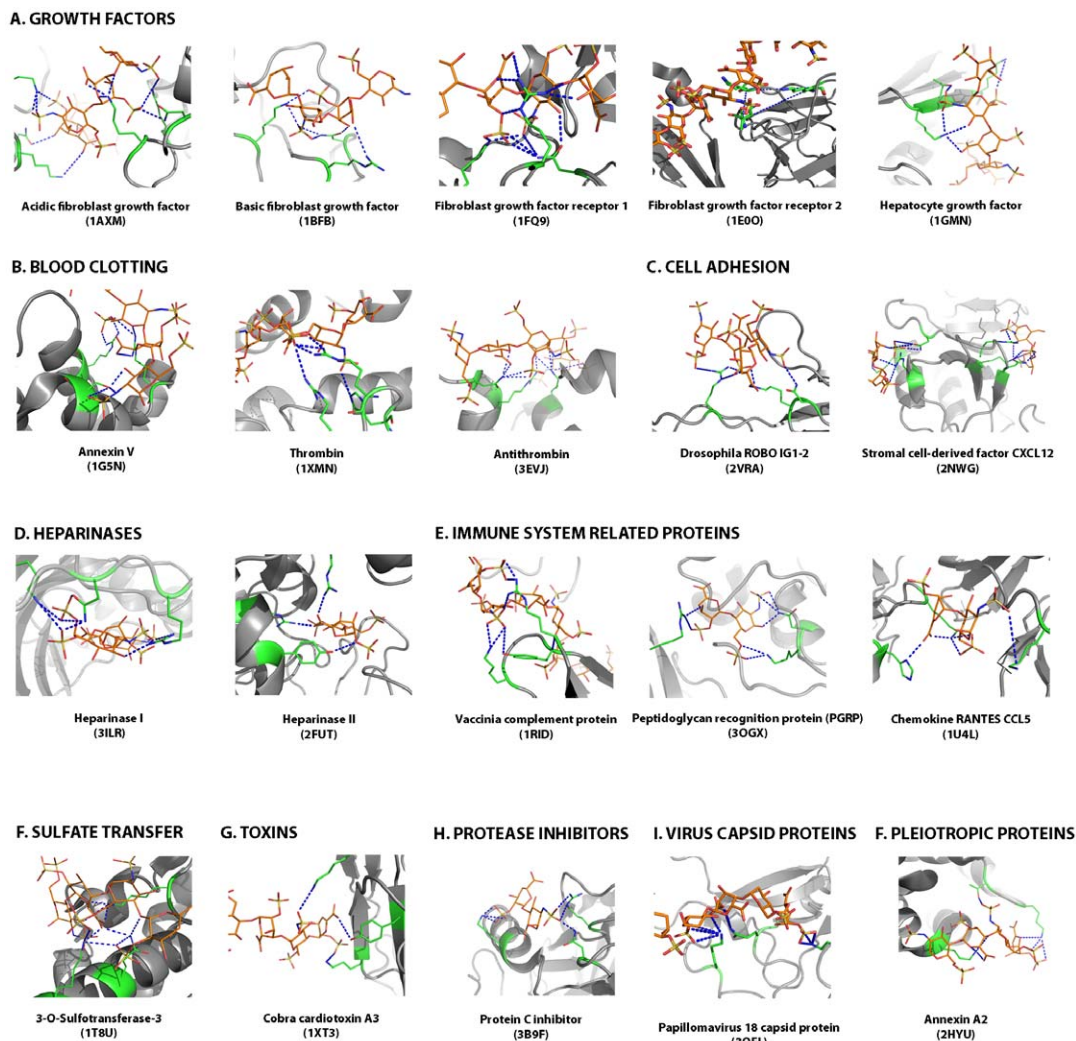 A. GROWTH FACTORS
Acidic fibroblast growth factor
(1AXM)
Basic fibroblast growth factor
(1BFB)
Fibroblast growth factor receptor 1
(1FQ9)
Fibroblast growth factor receptor 2
(1E0O)
Hepatocyte growth factor
(1GMN)
B. BLOOD CLOTTING
Annexin V
(1G5N)
Thrombin
(1XMN)
Antithrombin
(3EVJ)
C. CELL ADHESION
Drosophila ROBO IG1-2
(2VRA)
Stromal cell-derived factor CXCL12
(2NWG)
D. HEPARINASES
Heparinase I
(3ILR)
Heparinase II
(2FUT)
E. IMMUNE SYSTEM RELATED PROTEINS
Vaccinia complement protein
(1RID)
Peptidoglycan recognition protein (PGRP)
(3OGX)
Chemokine RANTES CCL5
(1U4L)
F. SULFATE TRANSFER
3-O-Sulfotransferase-3
(1T8U)
G. TOXINS
Cobra cardiotoxin A3
(1XT3)
H. PROTEASE INHIBITORS
Protein C inhibitor
(3B9F)
I. VIRUS CAPSID PROTEINS
Papillomavirus 18 capsid protein
F. PLEIOTROPIC PROTEINS
Annexin A2
(2HYU)